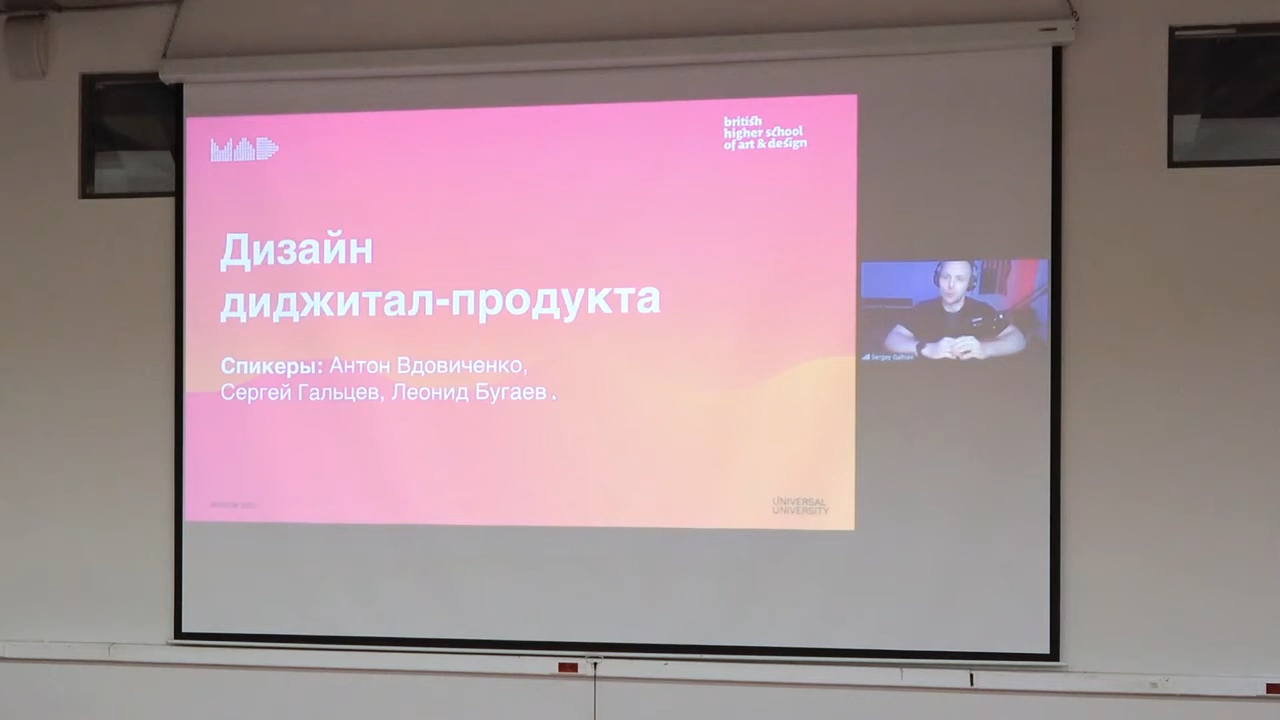 MAD
british
higher school
of art & design
Дизайн
диджитал-продукта
Спикеры: Антон Вдовиченко,
Сергей Гальцев, Леонид Бугаев .
Sergey Galtsev
UNIVERSAL
UNIVERSITY